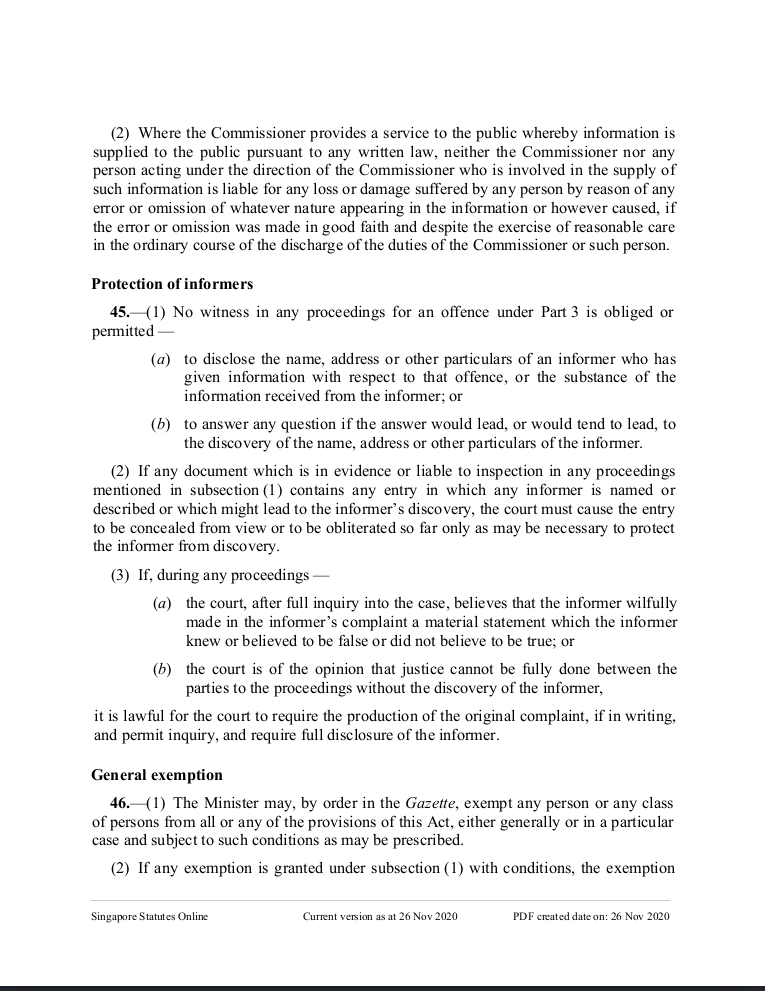 (2) Where the Commissioner provides a service to the public whereby information is
supplied to the public pursuant to any written law, neither the Commissioner nor any
person acting under the direction of the Commissioner who is involved in the supply of
such information is liable for any loss or damage suffered by any person by reason of any
error or omission of whatever nature appearing in the information or however caused, if
the error or omission was made in good faith and despite the exercise of reasonable care
in the ordinary course of the discharge of the duties of the Commissioner or such person.
Protection of informers
45.—(1) No witness in any proceedings for an offence under Part 3 is obliged or
permitted —
(a) to disclose the name, address or other particulars of an informer who has
given information with respect to that offence, or the substance of the
information received from the informer; or
(b) to answer any question if the answer would lead, or would tend to lead, to
the discovery of the name, address or other particulars of the informer.
(2) If any document which is in evidence or liable to inspection in any proceedings
mentioned in subsection (1) contains any entry in which any informer is named or
described or which might lead to the informer’s discovery, the court must cause the entry
to be concealed from view or to be obliterated so far only as may be necessary to protect
the informer from discovery.
(3) If, during any proceedings —
(a) the court, after full inquiry into the case, believes that the informer wilfully
made in the informer’s complaint a material statement which the informer
knew or believed to be false or did not believe to be true; or
(b) the court is of the opinion that justice cannot be fully done between the
parties to the proceedings without the discovery of the informer,
it is lawful for the court to require the production of the original complaint, if in writing,
and permit inquiry, and require full disclosure of the informer.
General exemption
46.—(1) The Minister may, by order in the Gazette, exempt any person or any class
of persons from all or any of the provisions of this Act, either generally or in a particular
case and subject to such conditions as may be prescribed.
(2) If any exemption is granted under subsection (1) with conditions, the exemption
Singapore Statutes Online Current version as at 26 Nov 2020 PDF created date on: 26 Nov 2020